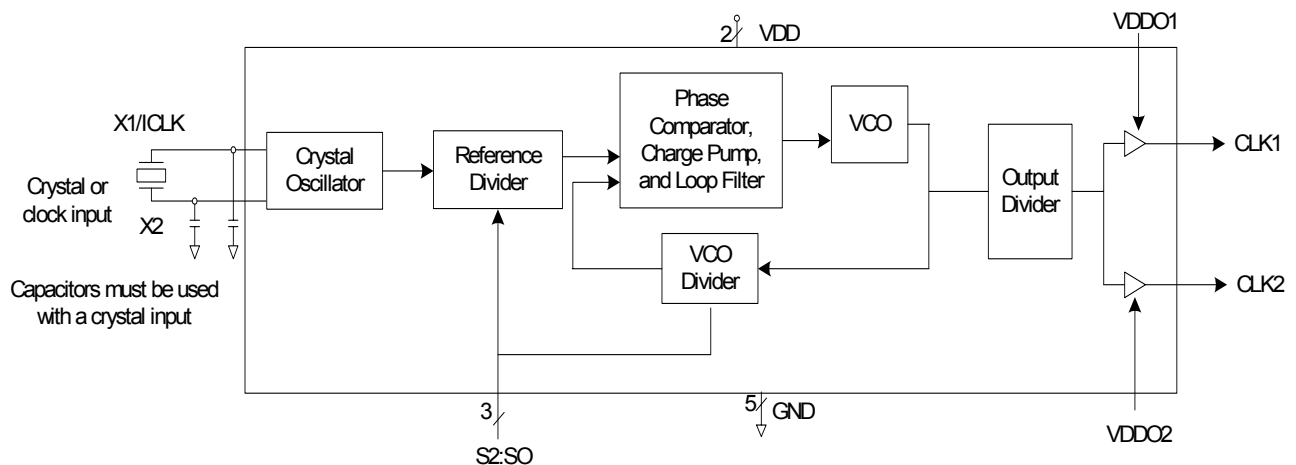 2
VDD
VDDO1
X1/ICLK
Crystal or
clock input
X2
Capacitors must be used
with a crystal input
Crystal
Oscillator
Reference
Divider
Phase
Comparator,
Charge Pump,
and Loop Filter
VCO
VCO
Divider
Output
Divider
CLK1
CLK2
3
S2:SO
5
GND
VDDO2